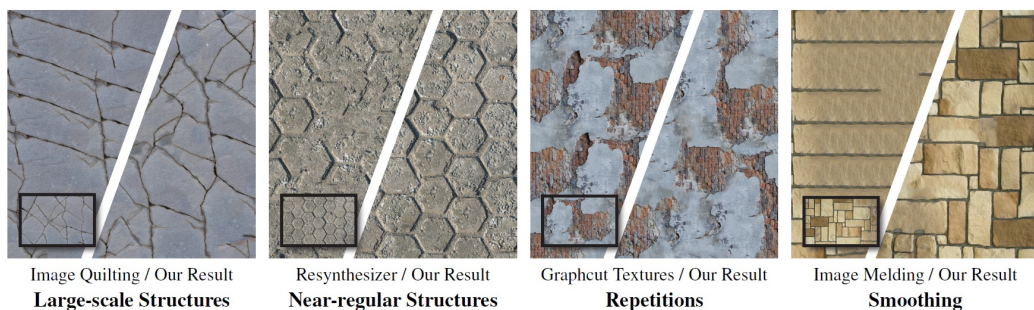 Image Quilting / Our Result
Large-scale Structures
Resynthesizer / Our Result
Near-regular Structures
Graphcut Textures / Our Result
Repetitions
Image Melding / Our Result
Smoothing